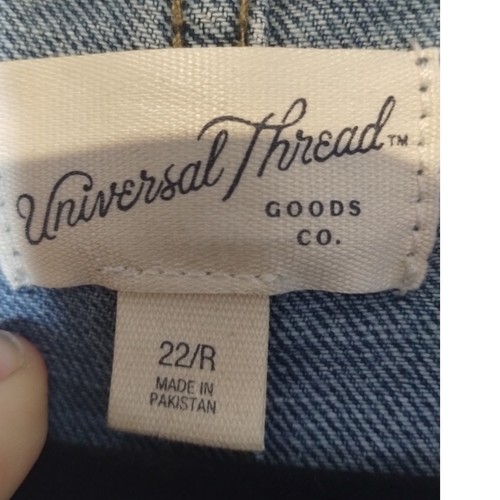 Universal Thread™
GOODS
CO.
22/R
MADE IN
PAKISTAN